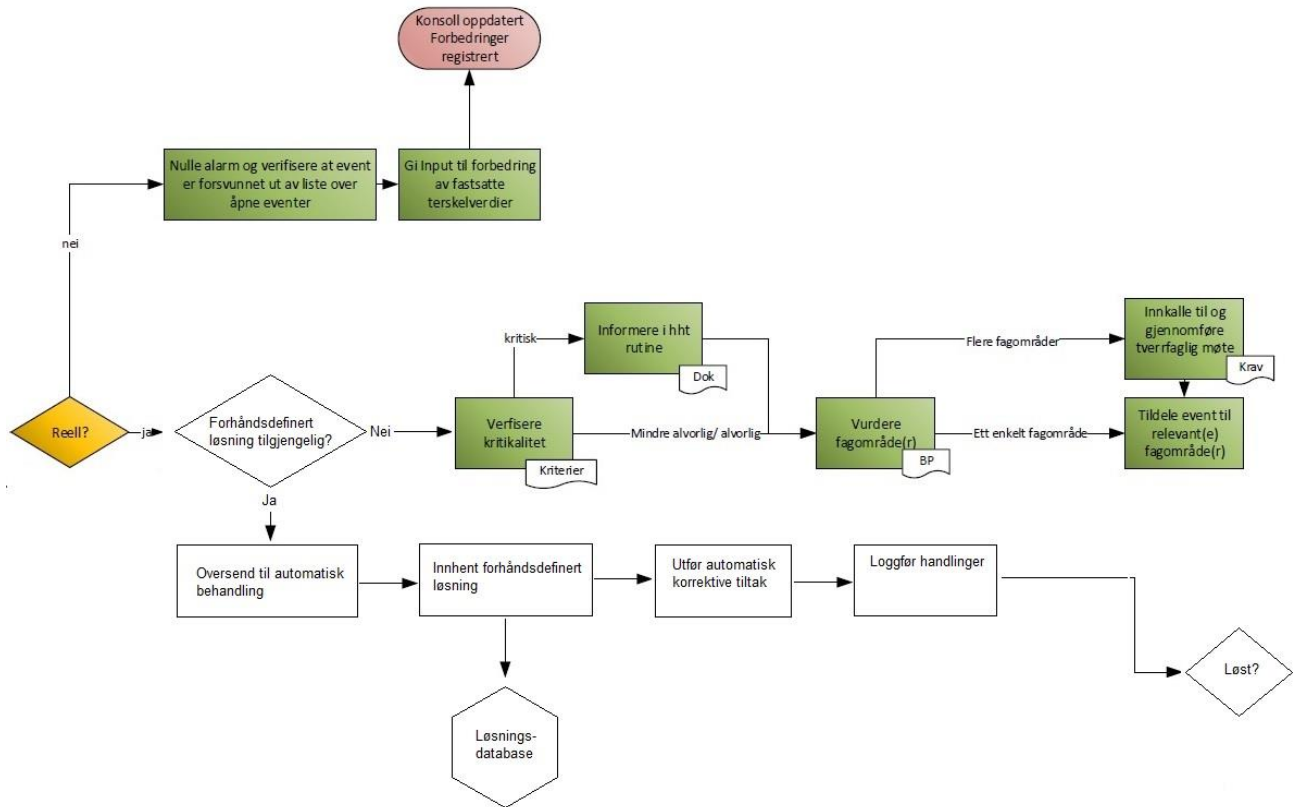 Konsoll oppdatert
Forbedringer
registrert
Nulle alarm og verifisere at event
er forsvunnet ut av liste over
åpne eventer
Gi Input til forbedring
av fastsatte
terskelverdier
nei
Reell?
ja
Forhåndsdefinert
løsning tilgjengelig?
Nei
Verfisere
kritikalitet
Kriterier
kritisk
Informere i hht
rutine
Dok
Mindre alvorlig/ alvorlig
Vurdere
fagområde(r)
BP
Flere fagområder
Innkalle til og
gjennomføre
tverrfaglig møte
Krav
Ett enkelt fagområde
Tildele event til
relevant(e)
fagområde(r)
Ja
Oversend til automatisk
behandling
Innhent forhåndsdefinert
løsning
Utfør automatisk
korrektive tiltak
Loggfør handlinger
Løst?
Løsnings-
database